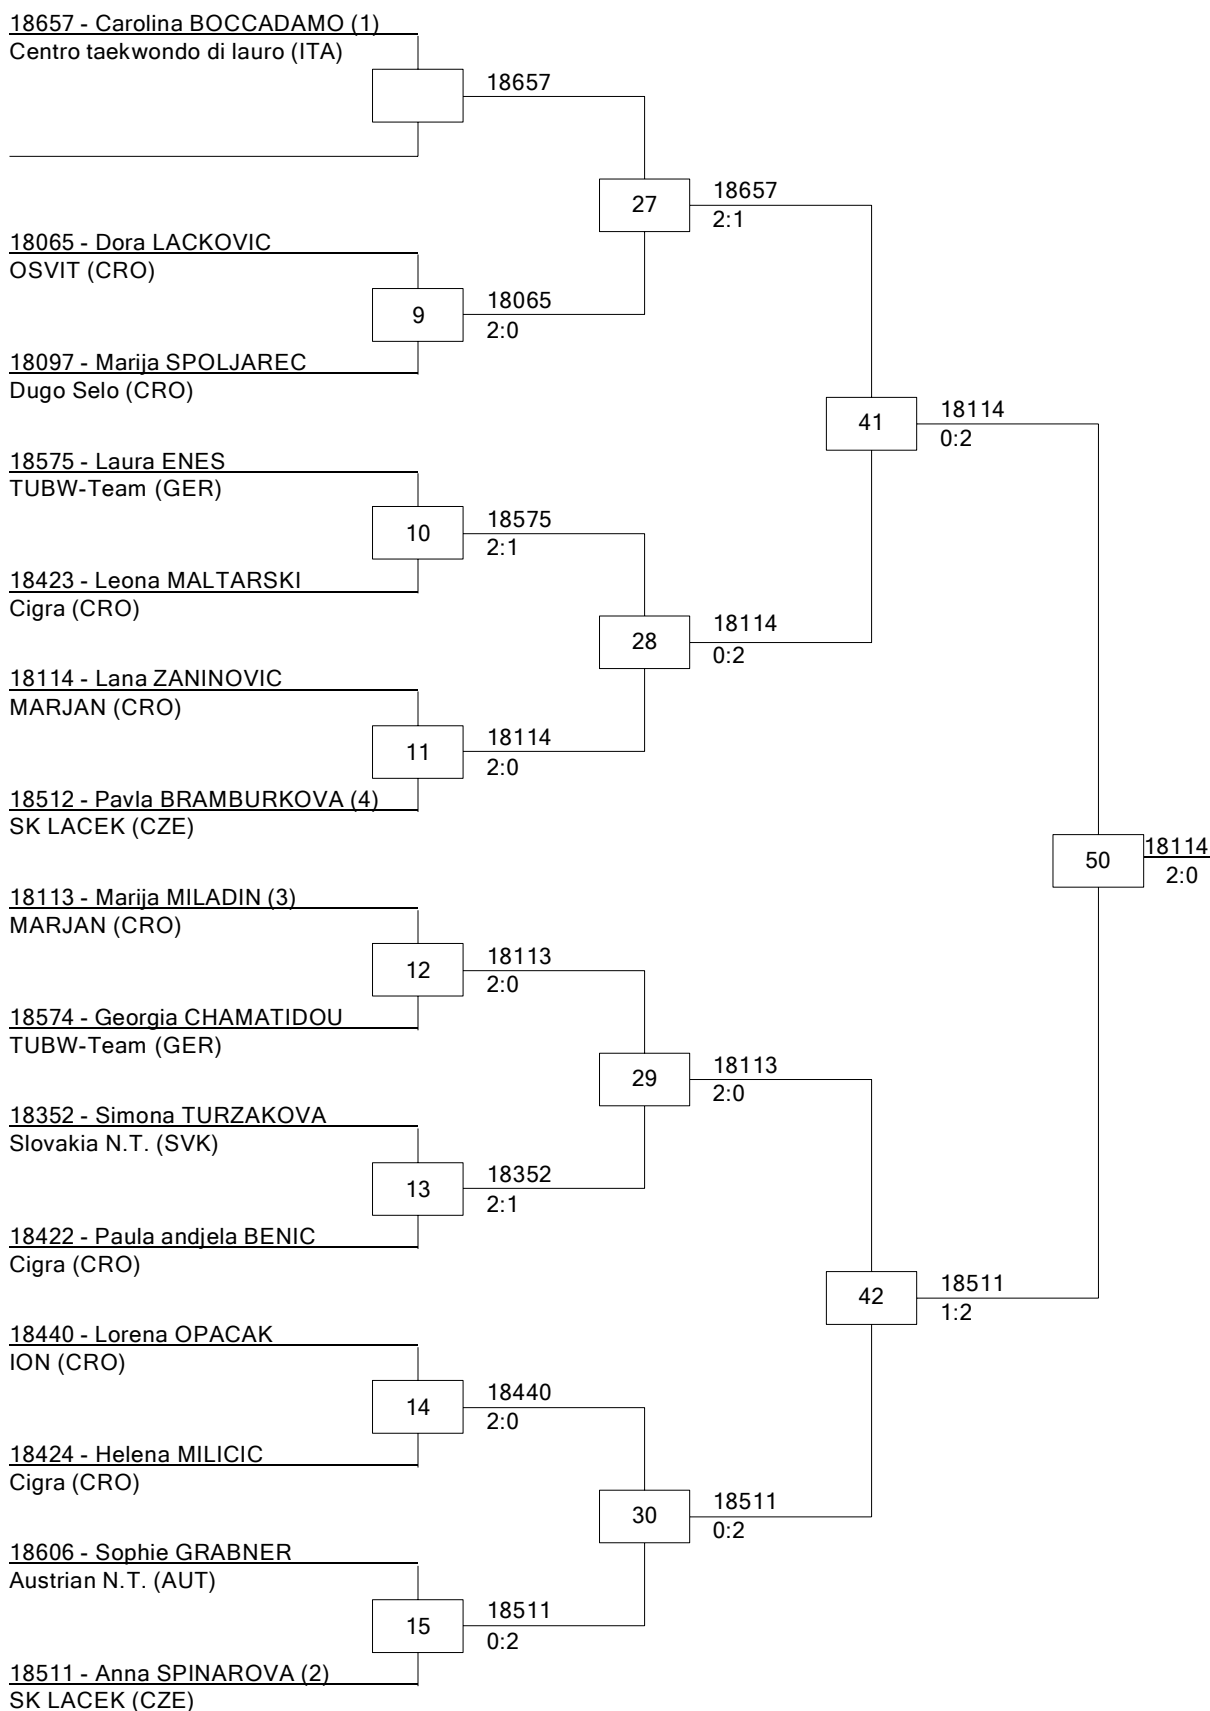 18657 - Carolina BOCCADAMO (1)
Centro taekwondo di lauro (ITA)
18657
27
18657
2:1
18065 - Dora LACKOVIC
OSVIT (CRO)
9
18065
2:0
18097 - Marija SPOLJAREC
Dugo Selo (CRO)
41
18114
0:2
18575 - Laura ENES
TUBW-Team (GER)
10
18575
2:1
18423 - Leona MALTARSKI
Cigra (CRO)
28
18114
0:2
18114 - Lana ZANINOVIC
MARJAN (CRO)
11
18114
2:0
18512 - Pavla BRAMBURKOVA (4)
SK LACEK (CZE)
50
18114
2:0
18113 - Marija MILADIN (3)
MARJAN (CRO)
12
18113
2:0
18574 - Georgia CHAMATIDOU
TUBW-Team (GER)
29
18113
2:0
18352 - Simona TURZAKOVA
Slovakia N.T. (SVK)
13
18352
2:1
18422 - Paula andjela BENIC
Cigra (CRO)
42
18511
1:2
18440 - Lorena OPACAK
ION (CRO)
14
18440
2:0
18424 - Helena MILICIC
Cigra (CRO)
30
18511
0:2
18606 - Sophie GRABNER
Austrian N.T. (AUT)
15
18511
0:2
18511 - Anna SPINAROVA (2)
SK LACEK (CZE)